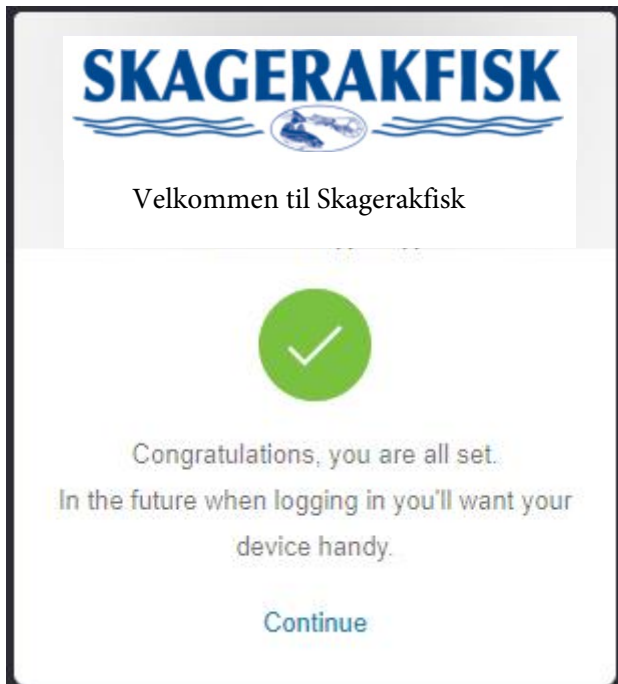 SKAGERAKFISK
Velkommen til Skagerakfisk
Congratulations, you are all set.
In the future when logging in you'll want your
device handy.
Continue